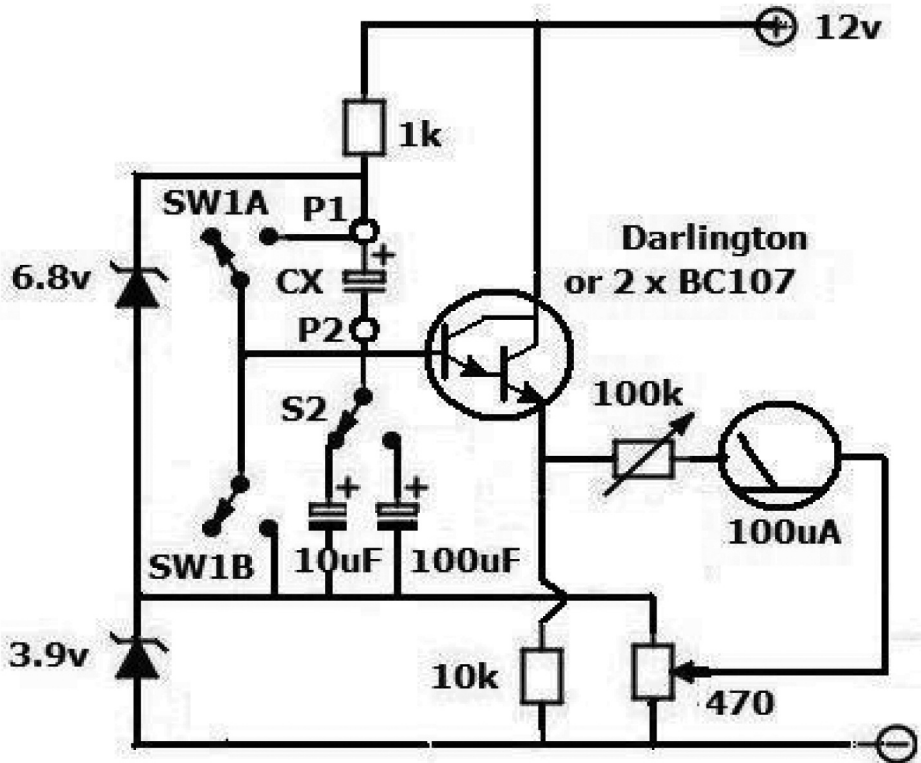 12v
1k
SW1A
P1
+
Darlington
or 2 x BC107
6.8v
CX
P2
100k
S2
+
+
10uF
100uF
100uA
SW1B
3.9v
10k
470